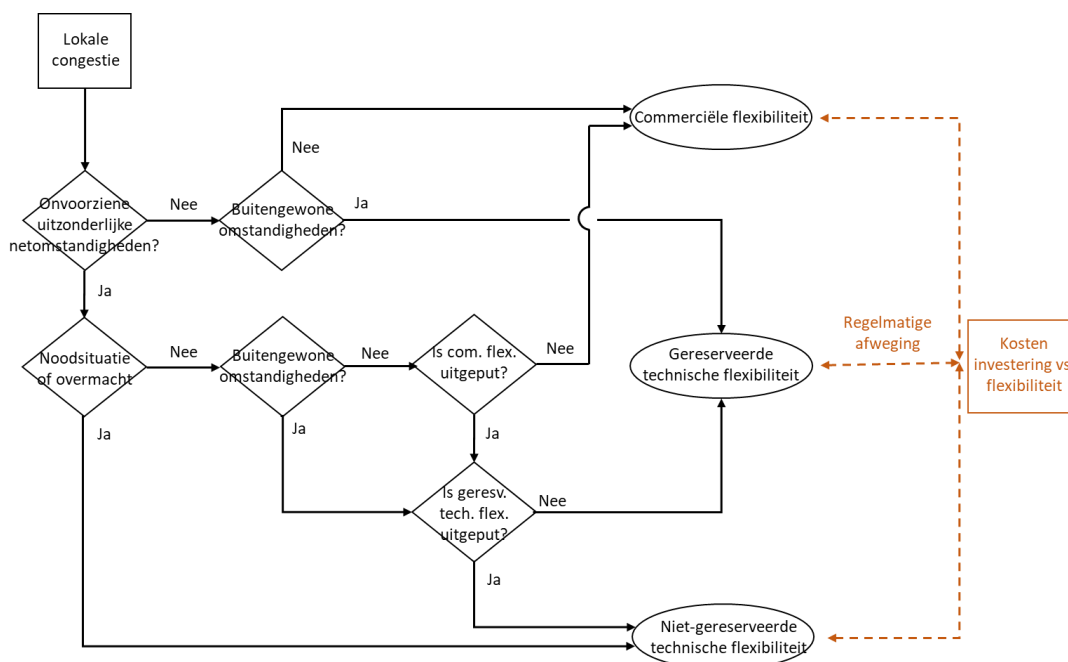 Lokale
congestie
Commerciële flexibiliteit
Nee
Onvoorziene
uitzonderlijke
netomstandigheden?
Nee
Buitengewone
omstandigheden?
Ja
Ja
Noodsituatie
of overmacht
Nee
Buitengewone
omstandigheden?
Nee
Is com. flex.
uitgeput?
Nee
Gereserveerde
technische flexibiliteit
Regelmatige
afweging
Kosten
investering vs
flexibiliteit
Ja
Ja
Ja
Is geresv.
tech. flex.
uitgeput?
Nee
Ja
Niet-gereserveerde
technische flexibiliteit